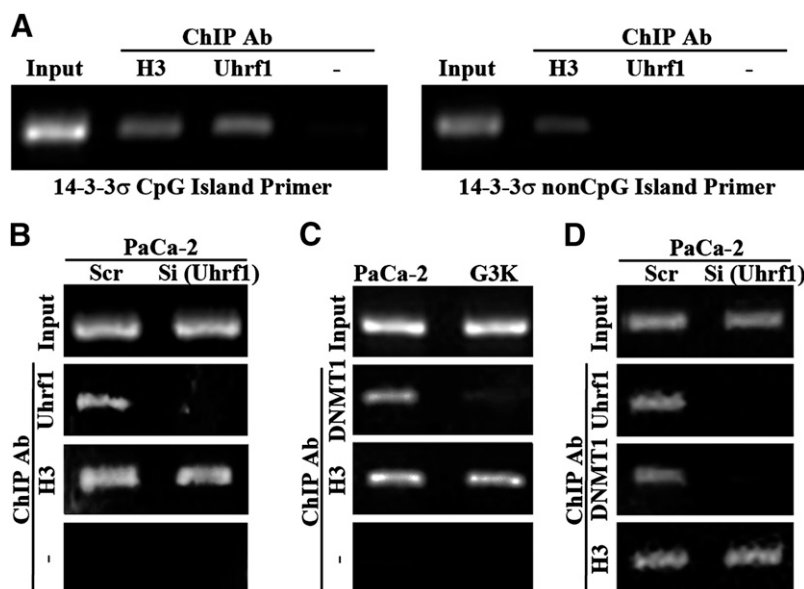 A
ChIP Ab
Input H3 Uhrf1 -
14-3-3σ CpG Island Primer
ChIP Ab
Input H3 Uhrf1 -
14-3-3σ nonCpG Island Primer
B
PaCa-2
Scr Si (Uhrf1)
Input
ChIP Ab
Uhrf1
H3
-
C
PaCa-2 G3K
Input
ChIP Ab
DNMT1
H3
-
D
PaCa-2
Scr Si (Uhrf1)
Input
ChIP Ab
Uhrf1
DNMT1
H3